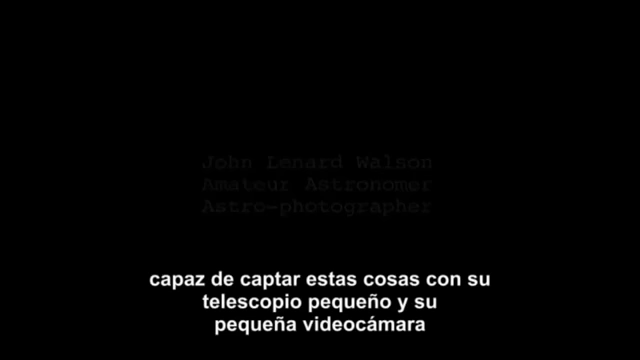 John Lenard Walson
Amateur Astronomer
Astro-photographer
capaz de captar estas cosas con su
telescopio pequeño y su
pequeña videocámara